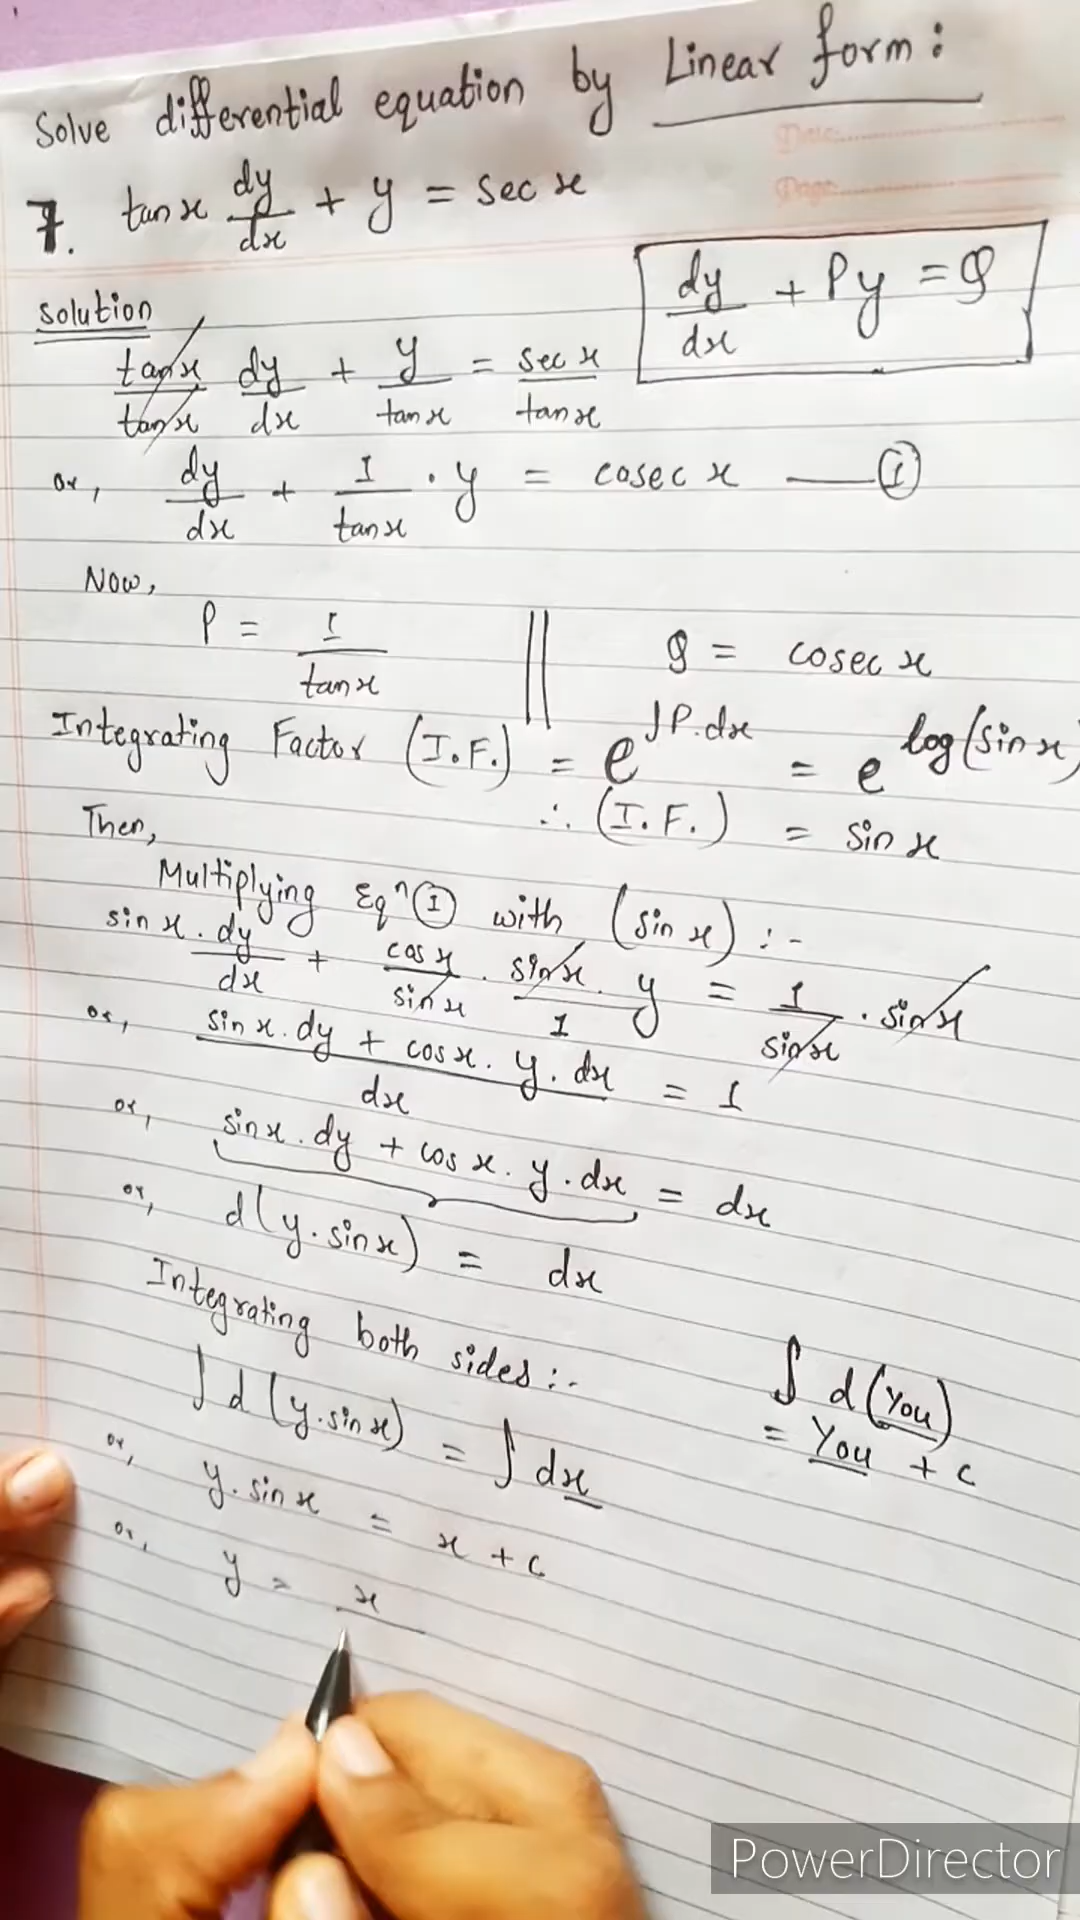 Solve differential equation by Linear form:
Date
Page
7. tan x dy/dx + y = sec x
dy/dx + Py = Q
Solution
tan x/tan x dy/dx + y/tan x = sec x/tan x
or, dy/dx + 1/tan x . y = cosec x —— (1)
Now,
P = 1/tan x || Q = cosec x
Integrating Factor (I.F.) = e^∫P.dx = e^log(sin x)
∴ (I.F.) = sin x
Then,
Multiplying Eqⁿ (1) with (sin x) :-
sin x . dy/dx + cos x/sin x . sin x/1 . y = 1/sin x . sin x
or, (sin x . dy + cos x . y . dx)/dx = 1
or, sin x . dy + cos x . y . dx = dx
or, d(y . sin x) = dx
Integrating both sides :-
∫ d(y . sin x) = ∫ dx
∫ d(You)
= You + c
or, y . sin x = x + c
or, y = x
PowerDirector